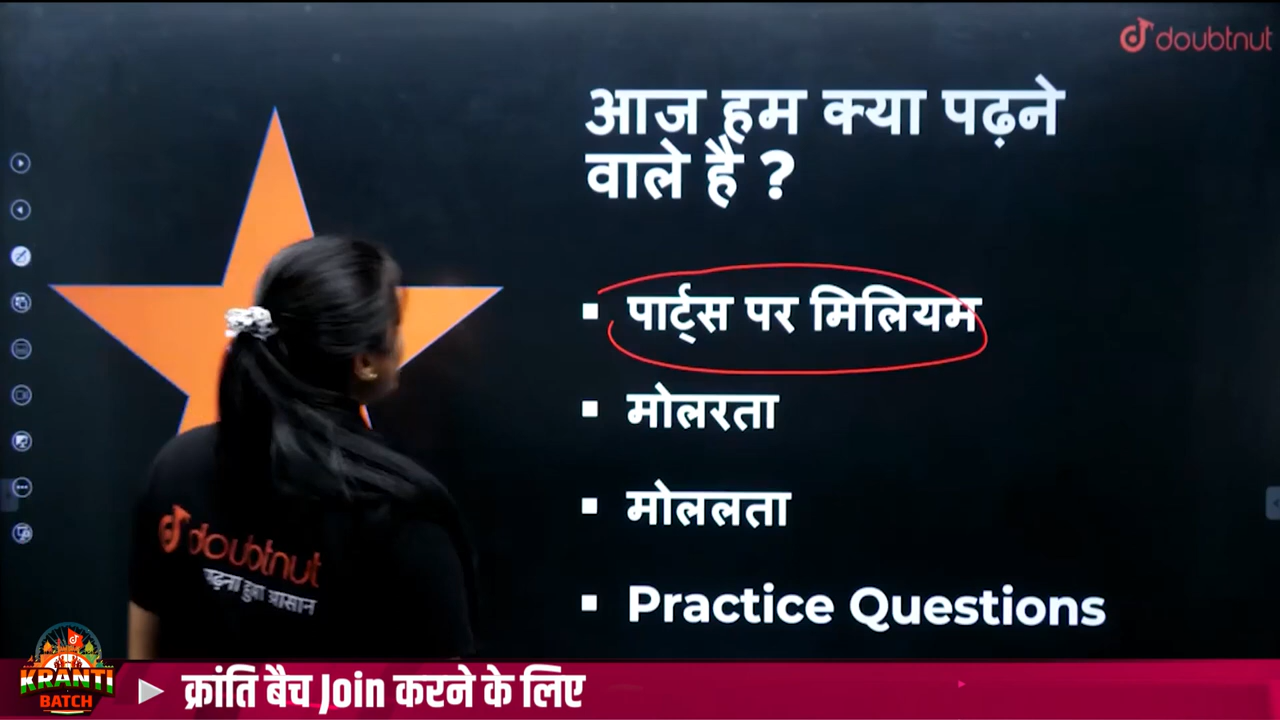 doubtnut
आज हम क्या पढ़ने
वाले है ?
▪ पार्ट्स पर मिलियम
▪ मोलरता
▪ मोललता
▪ Practice Questions
doubtnut
पढ़ना हुआ आसान
KRANTI
BATCH
क्रांति बैच Join करने के लिए